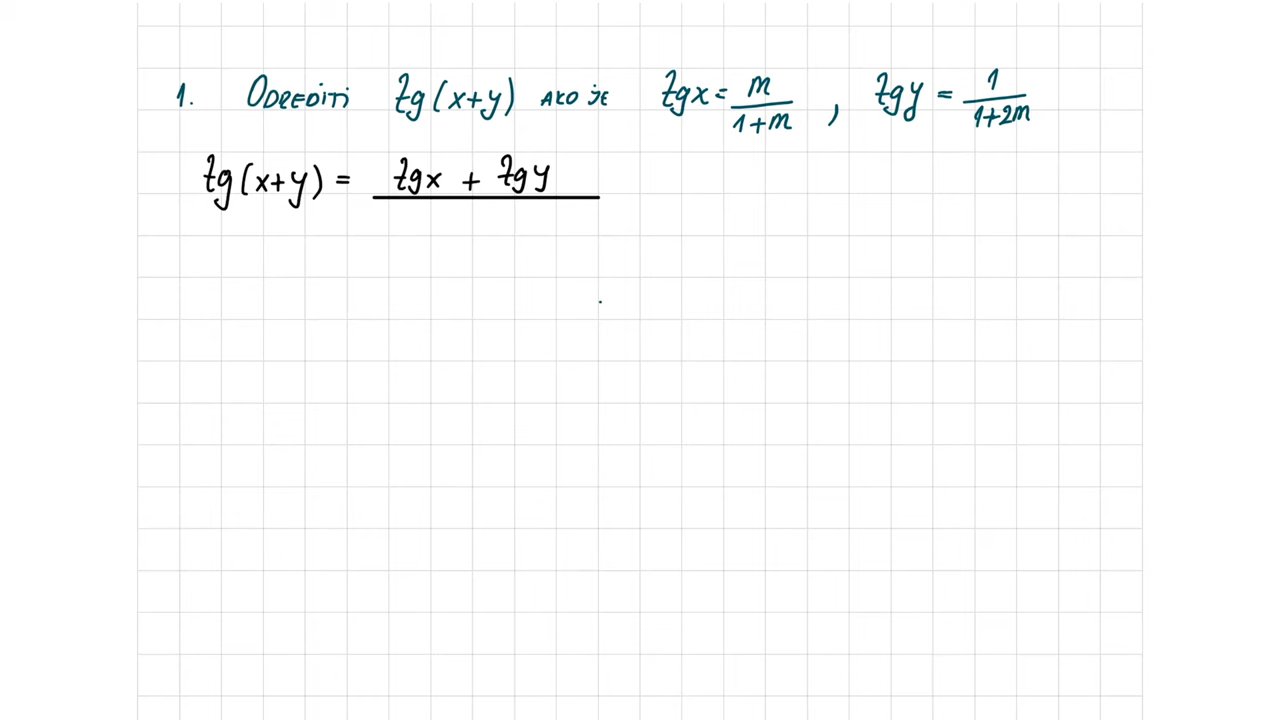 1. ODREDITI tg(x+y) AKO JE tgx = m/(1+m) , tgy = 1/(1+2m)
tg(x+y) = tgx + tgy